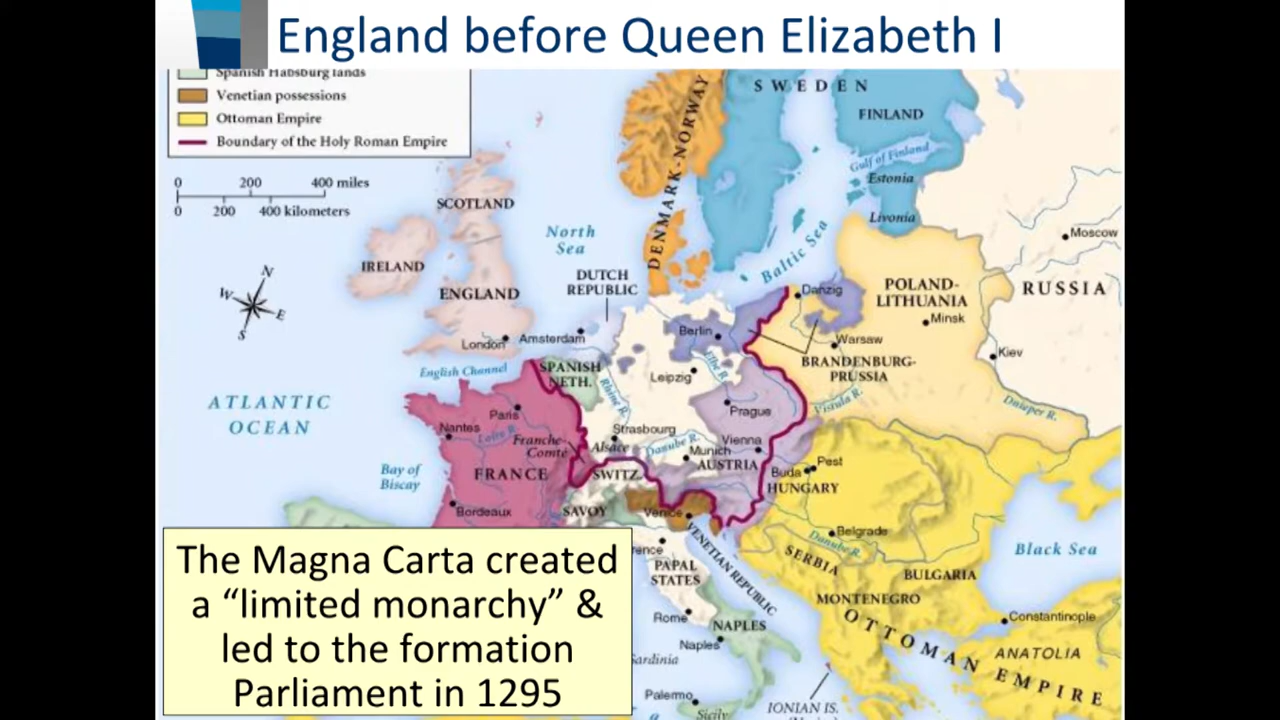 England before Queen Elizabeth I
Spanish Habsburg lands
Venetian possessions
Ottoman Empire
Boundary of the Holy Roman Empire
0 200 400 miles
0 200 400 kilometers
N
W
E
S
SWEDEN
FINLAND
Gulf of Finland
Estonia
Livonia
DENMARK-NORWAY
Baltic Sea
SCOTLAND
North
Sea
IRELAND
ENGLAND
DUTCH
REPUBLIC
London
Amsterdam
English Channel
SPANISH
NETH.
Rhine R.
Berlin
Elbe R.
Leipzig
Danzig
POLAND-
LITHUANIA
Minsk
Warsaw
BRANDENBURG-
PRUSSIA
Moscow
RUSSIA
Kiev
Dnieper R.
Vistula R.
Prague
ATLANTIC
OCEAN
Paris
Nantes
Loire R.
Franche-
Comté
Strasbourg
Alsace
Danube R.
Munich
Vienna
AUSTRIA
Bay of
Biscay
FRANCE
SWITZ.
Buda
Pest
HUNGARY
Bordeaux
SAVOY
Venice
VENETIAN REPUBLIC
Belgrade
Danube R.
SERBIA
BULGARIA
MONTENEGRO
Black Sea
rence
PAPAL
STATES
Rome
NAPLES
Naples
ardinia
Palermo
Sicily
IONIAN IS.
Constantinople
ANATOLIA
OTTOMAN EMPIRE
The Magna Carta created
a “limited monarchy” &
led to the formation
Parliament in 1295